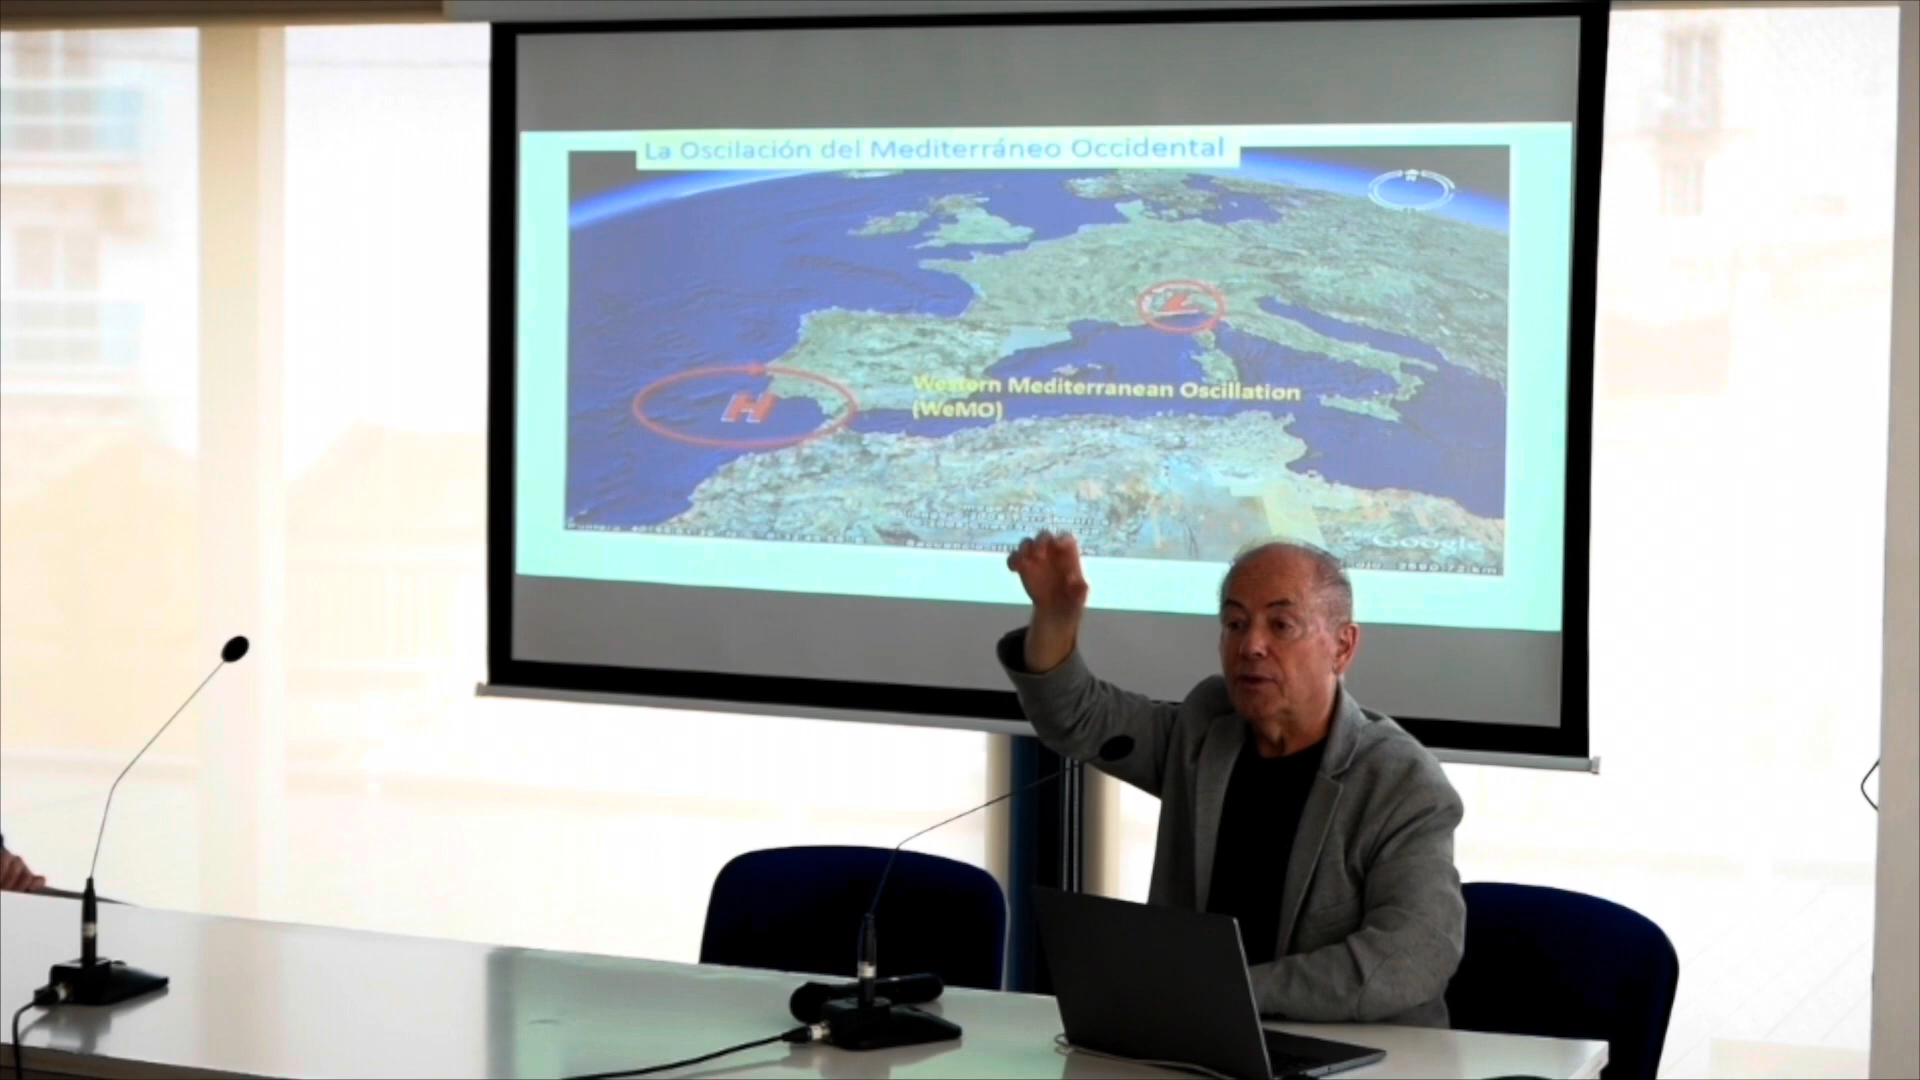 La Oscilación del Mediterráneo Occidental
L
H
Western Mediterranean Oscillation
(WeMO)
Google